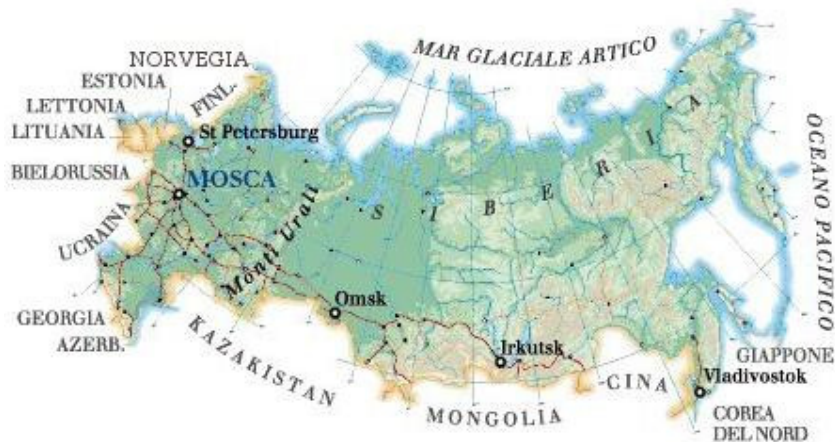 MAR GLACIALE ARTICO
NORVEGIA
ESTONIA
FINL.
LETTONIA
LITUANIA
St Petersburg
BIELORUSSIA
MOSCA
SIBERIA
OCEANO PACIFICO
UCRAINA
Monti Urali
Omsk
GEORGIA
AZERB.
KAZAKISTAN
Irkutsk
GIAPPONE
CINA
Vladivostok
MONGOLIA
COREA
DEL NORD